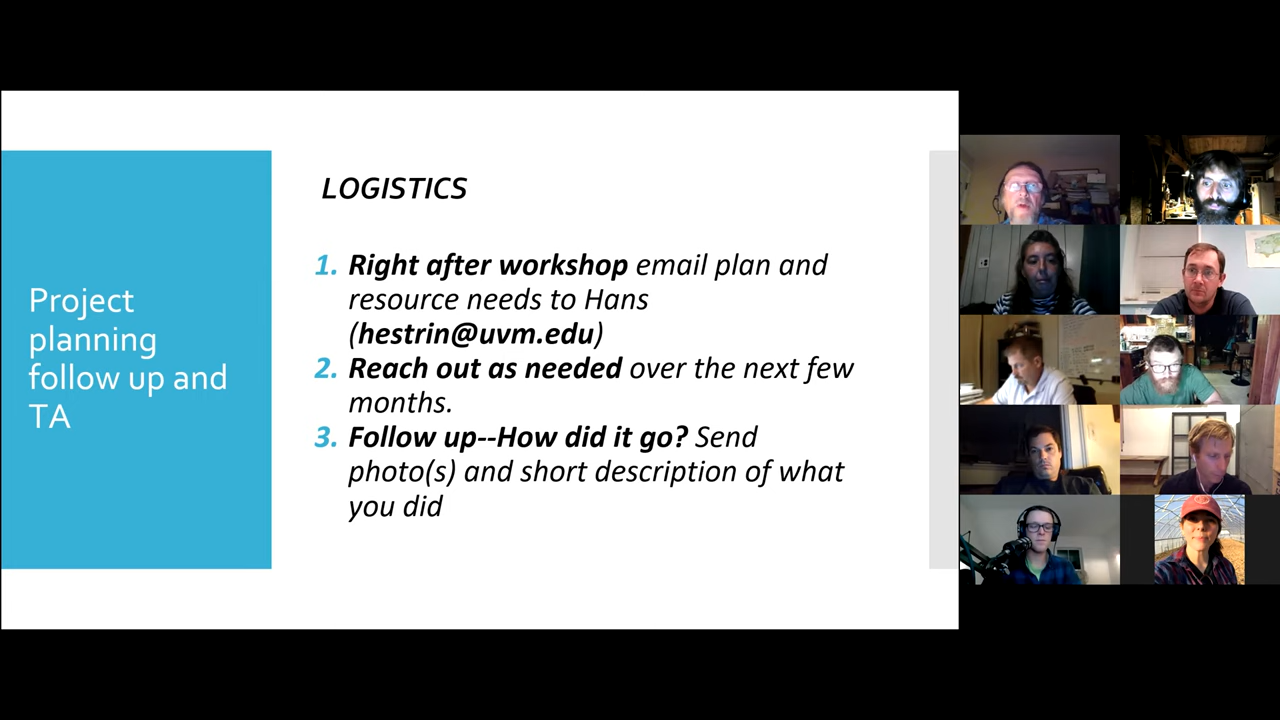 Project
planning
follow up and
TA
LOGISTICS
1. Right after workshop email plan and
resource needs to Hans
(hestrin@uvm.edu)
2. Reach out as needed over the next few
months.
3. Follow up--How did it go? Send
photo(s) and short description of what
you did